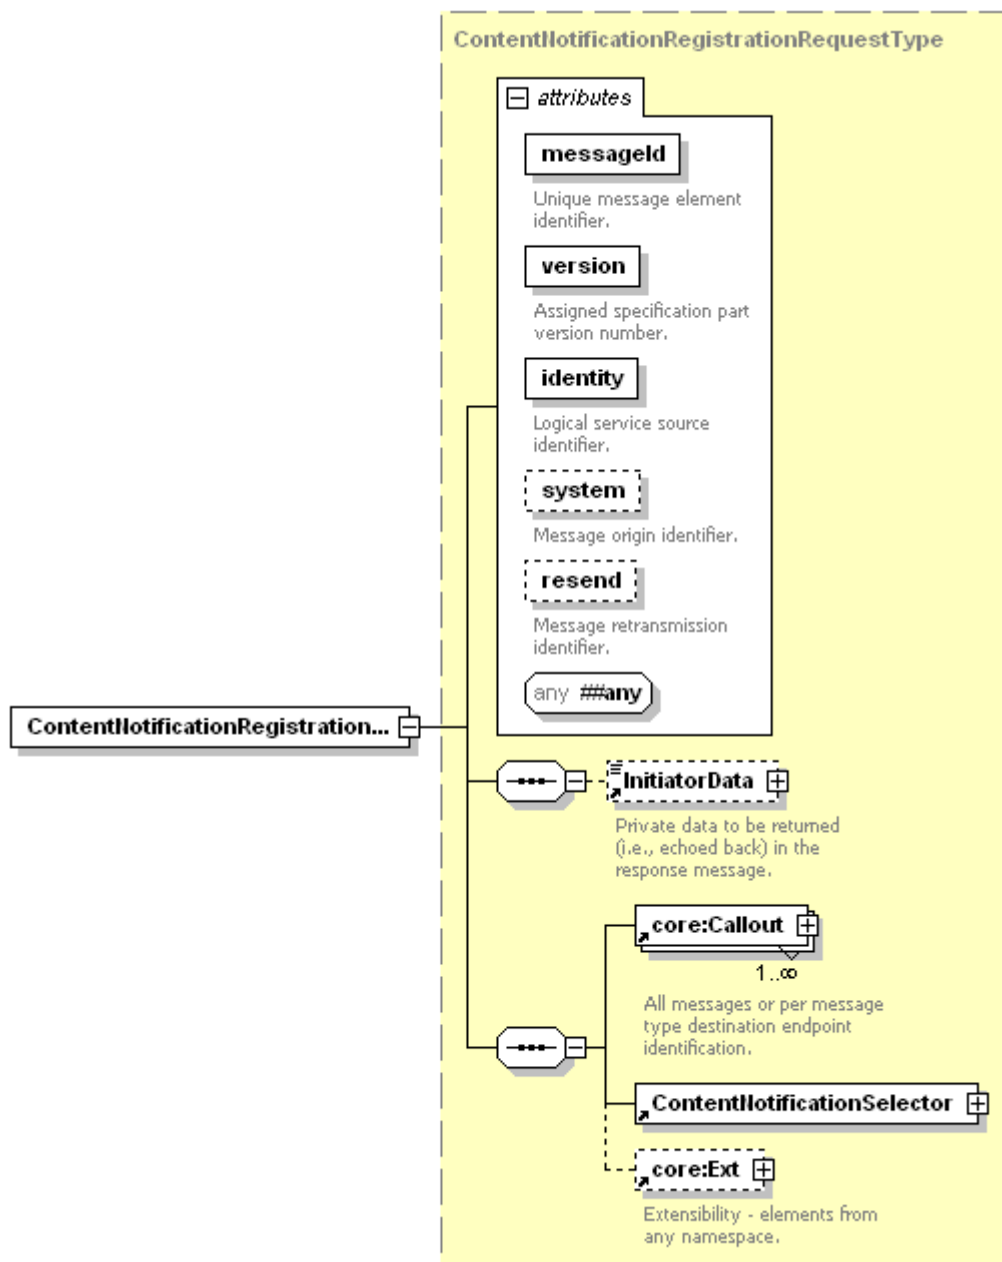 ContentNotificationRegistrationRequestType
attributes
messageId
Unique message element
identifier.
version
Assigned specification part
version number.
identity
Logical service source
identifier.
system
Message origin identifier.
resend
Message retransmission
identifier.
any ##any
ContentNotificationRegistration...
InitiatorData
Private data to be returned
(i.e., echoed back) in the
response message.
core:Callout
1..∞
All messages or per message
type destination endpoint
identification.
ContentNotificationSelector
core:Ext
Extensibility - elements from
any namespace.